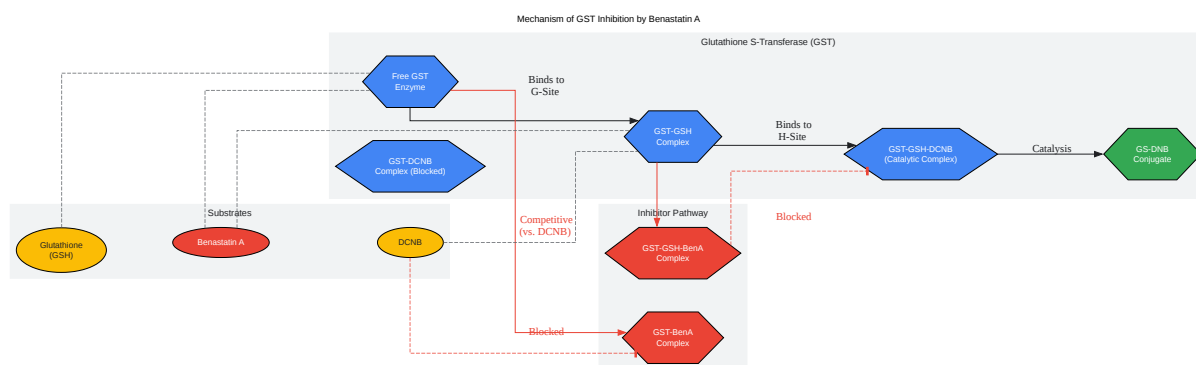 Mechanism of GST Inhibition by Benastatin A
Glutathione S-Transferase (GST)
Free GST
Enzyme
Binds to
G-Site
GST-GSH
Complex
Binds to
H-Site
GST-GSH-DCNB
(Catalytic Complex)
Catalysis
GS-DNB
Conjugate
GST-DCNB
Complex (Blocked)
Substrates
Glutathione
(GSH)
Benastatin A
DCNB
Competitive
(vs. DCNB)
Inhibitor Pathway
Blocked
GST-GSH-BenA
Complex
Blocked
GST-BenA
Complex